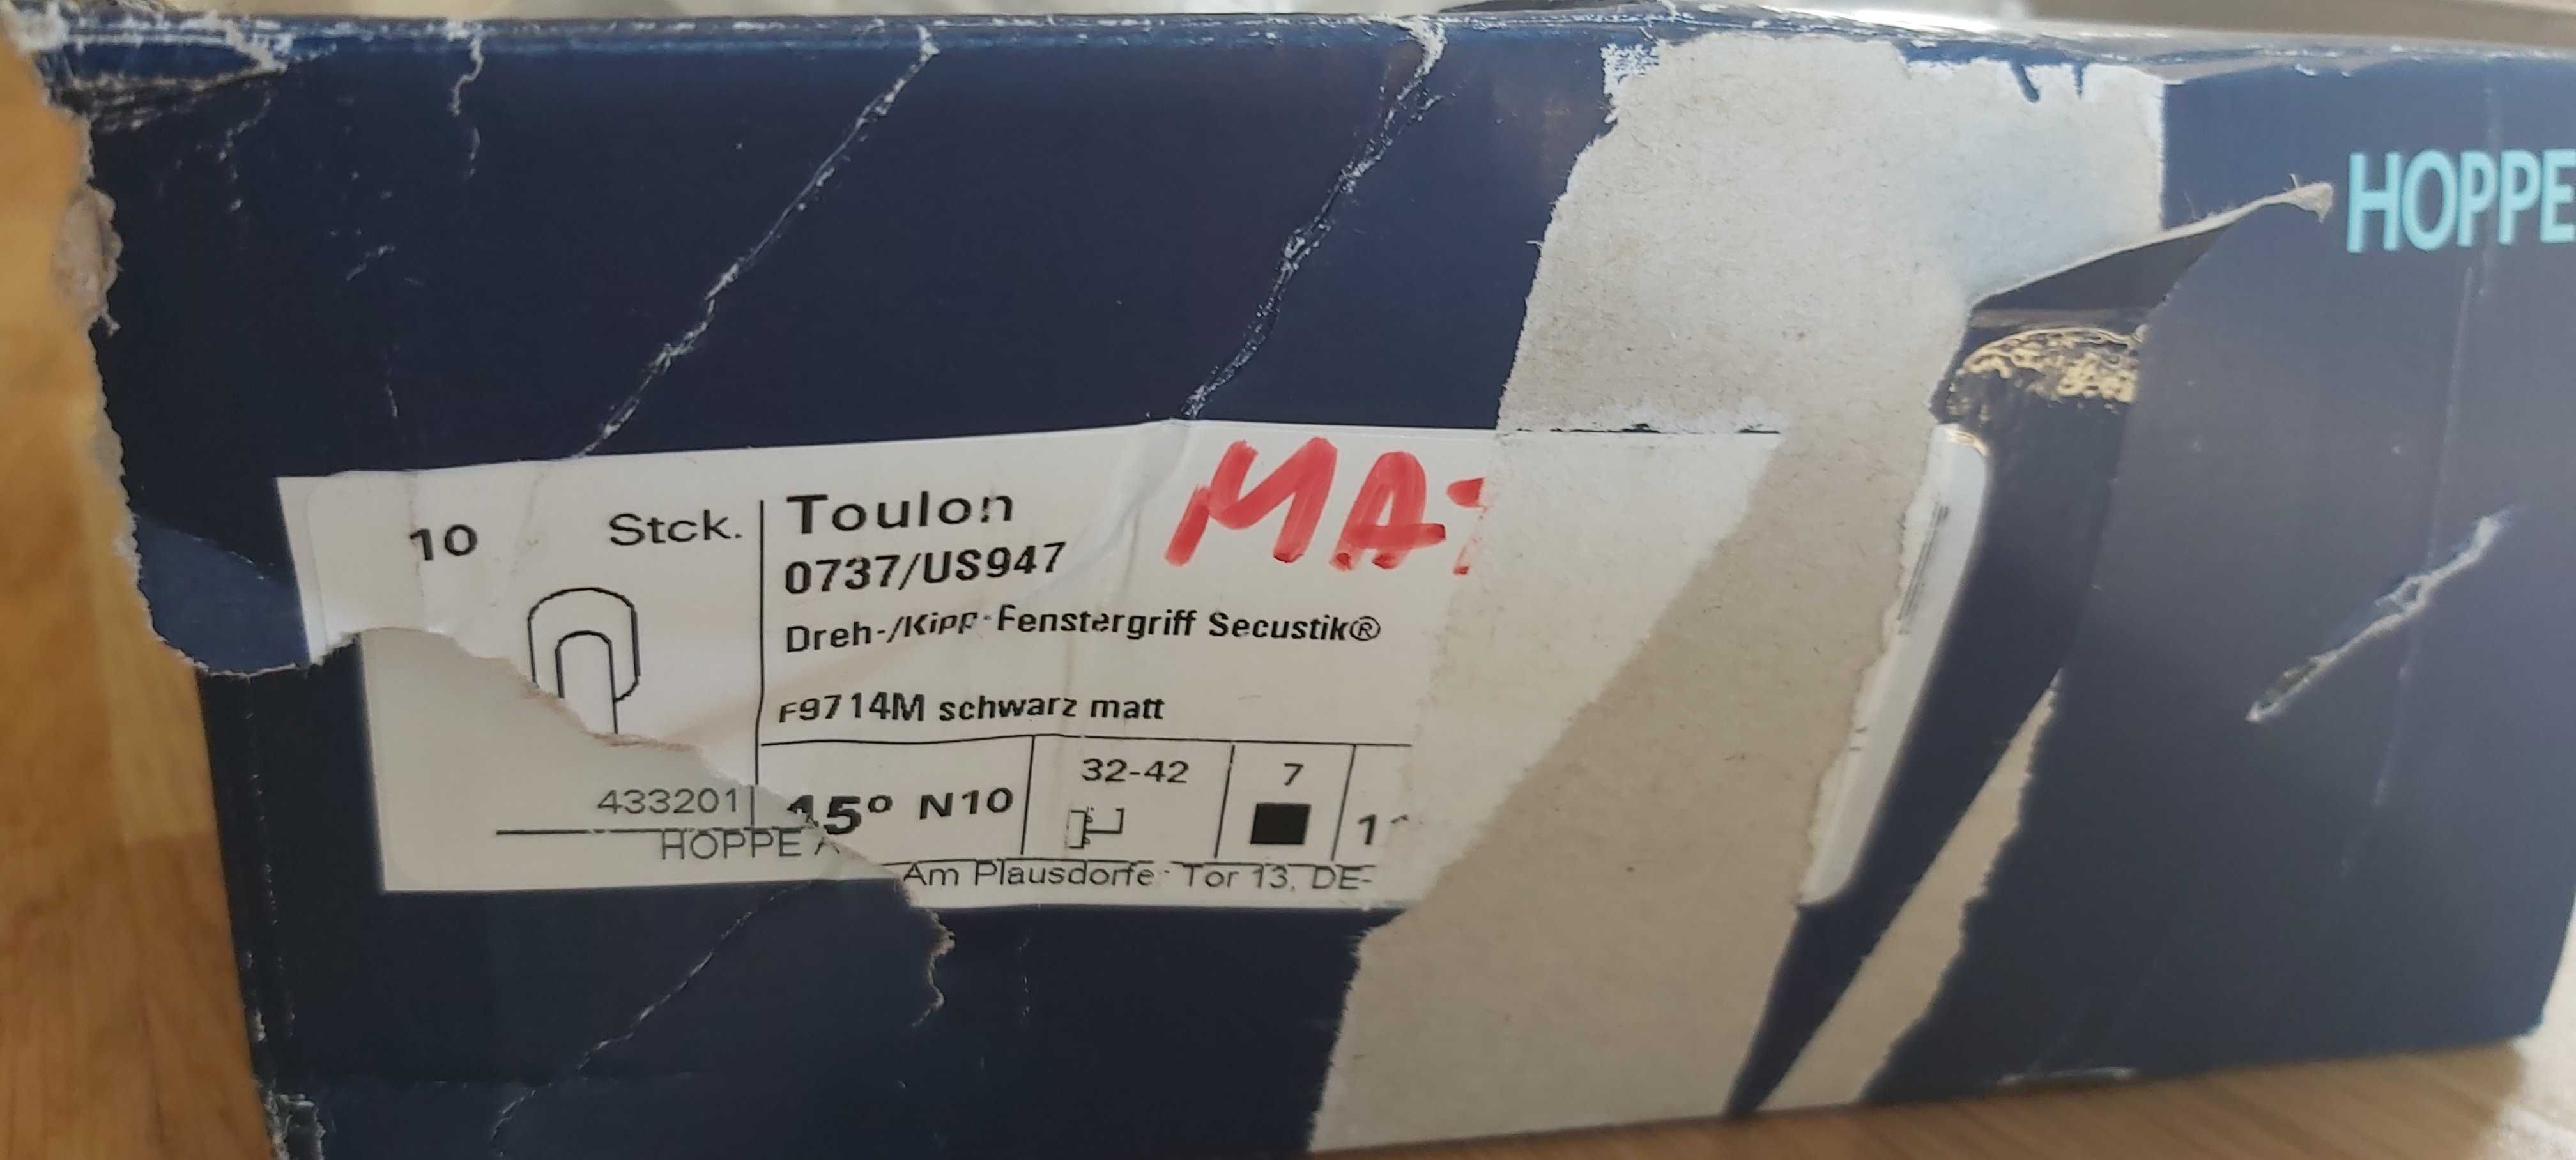 HOPPE
10 Stck.
Toulon
0737/US947
Dreh-/Kipp-Fenstergriff Secustik®
F9714M schwarz matt
32-42
7
433201
45° N10
HOPPE
Am Plausdorfer Tor 13, DE-